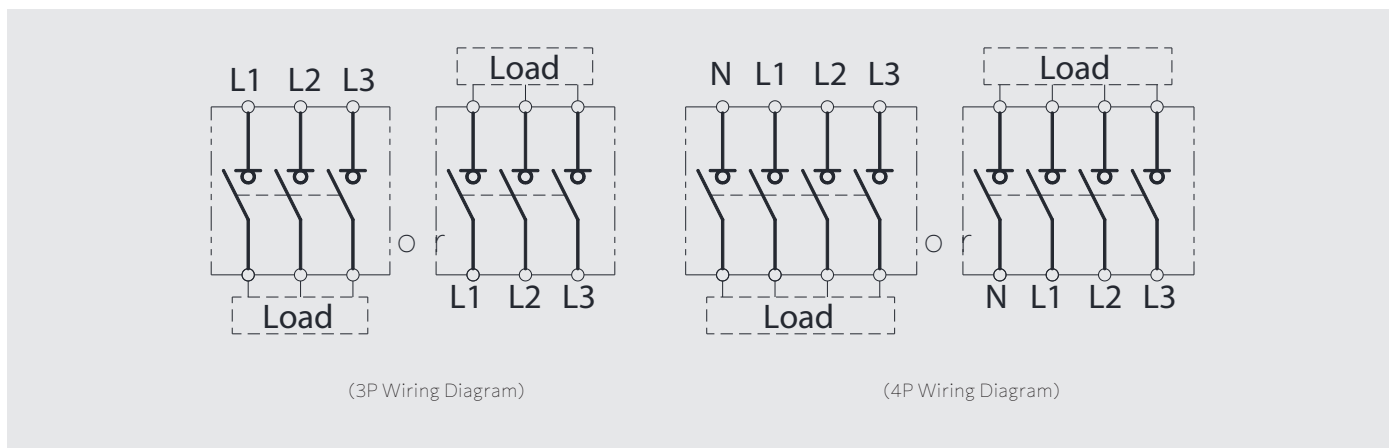 L1 L2 L3
Load
o r
Load
L1 L2 L3
(3P Wiring Diagram)
N L1 L2 L3
Load
o r
Load
N L1 L2 L3
(4P Wiring Diagram)